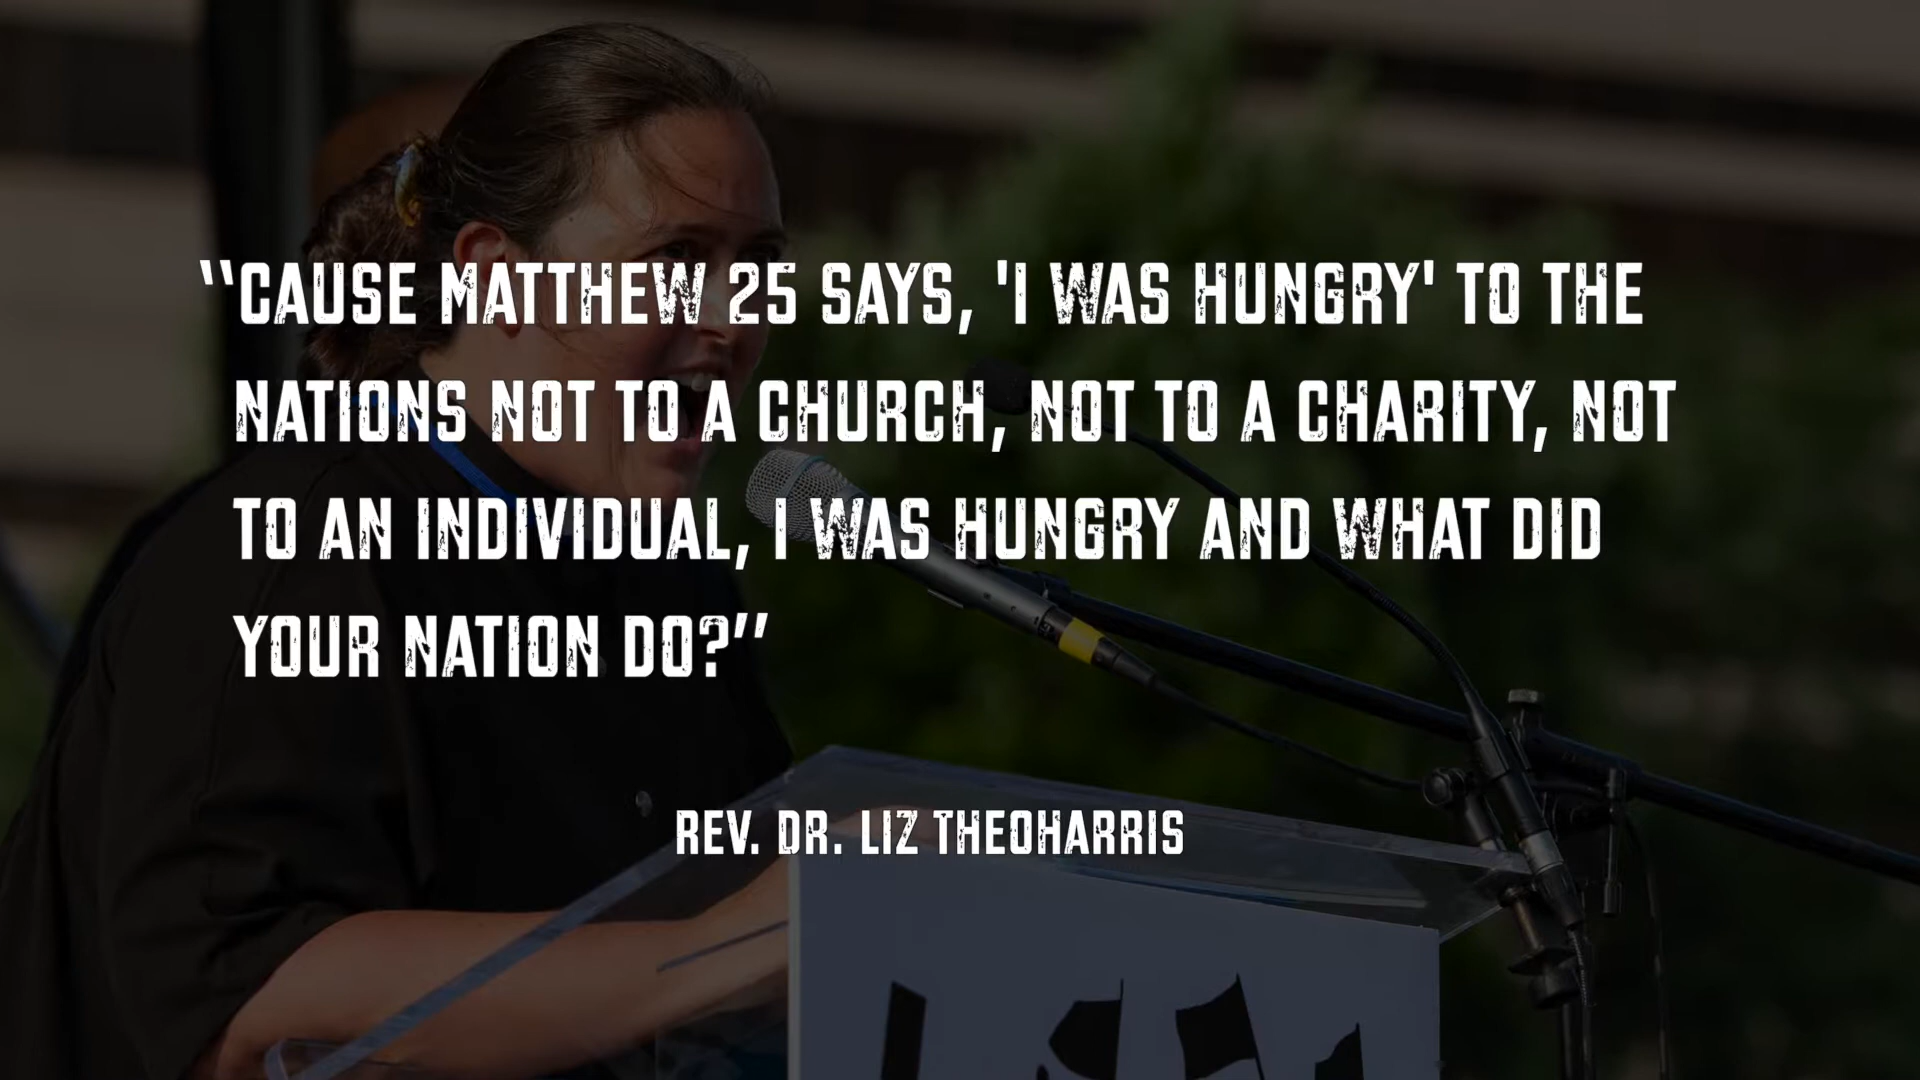 “CAUSE MATTHEW 25 SAYS, 'I WAS HUNGRY' TO THE
NATIONS NOT TO A CHURCH, NOT TO A CHARITY, NOT
TO AN INDIVIDUAL, I WAS HUNGRY AND WHAT DID
YOUR NATION DO?”
REV. DR. LIZ THEOHARRIS